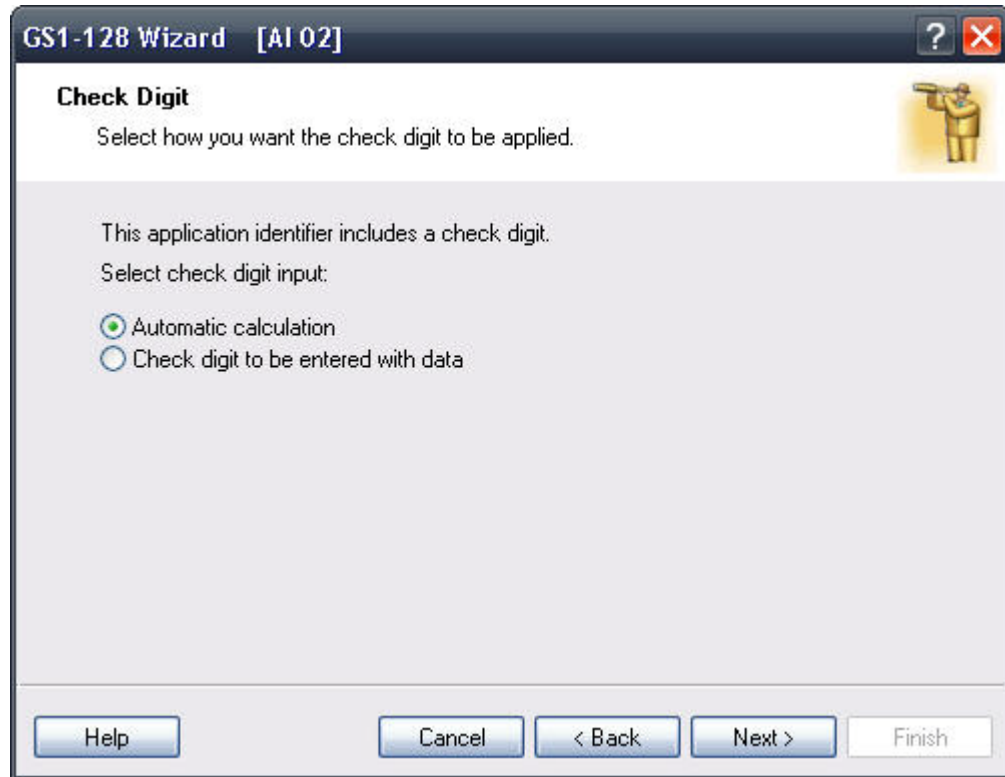 GS1-128 Wizard [AI 02]
?
Check Digit
Select how you want the check digit to be applied.
This application identifier includes a check digit.
Select check digit input:
Automatic calculation
Check digit to be entered with data
Help Cancel < Back Next > Finish